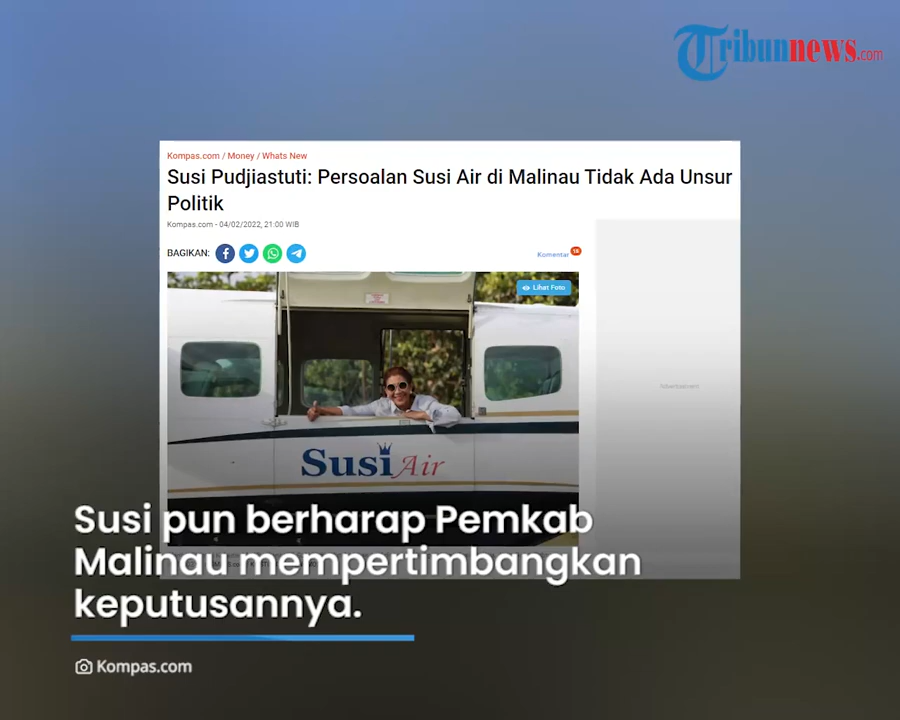 Tribunnews.com
Kompas.com / Money / Whats New
Susi Pudjiastuti: Persoalan Susi Air di Malinau Tidak Ada Unsur
Politik
Kompas.com - 04/02/2022, 21:00 WIB
BAGIKAN:
Komentar
Lihat Foto
Advertisement
Susi Air
Susi pun berharap Pemkab
Malinau mempertimbangkan
keputusannya.
Kompas.com